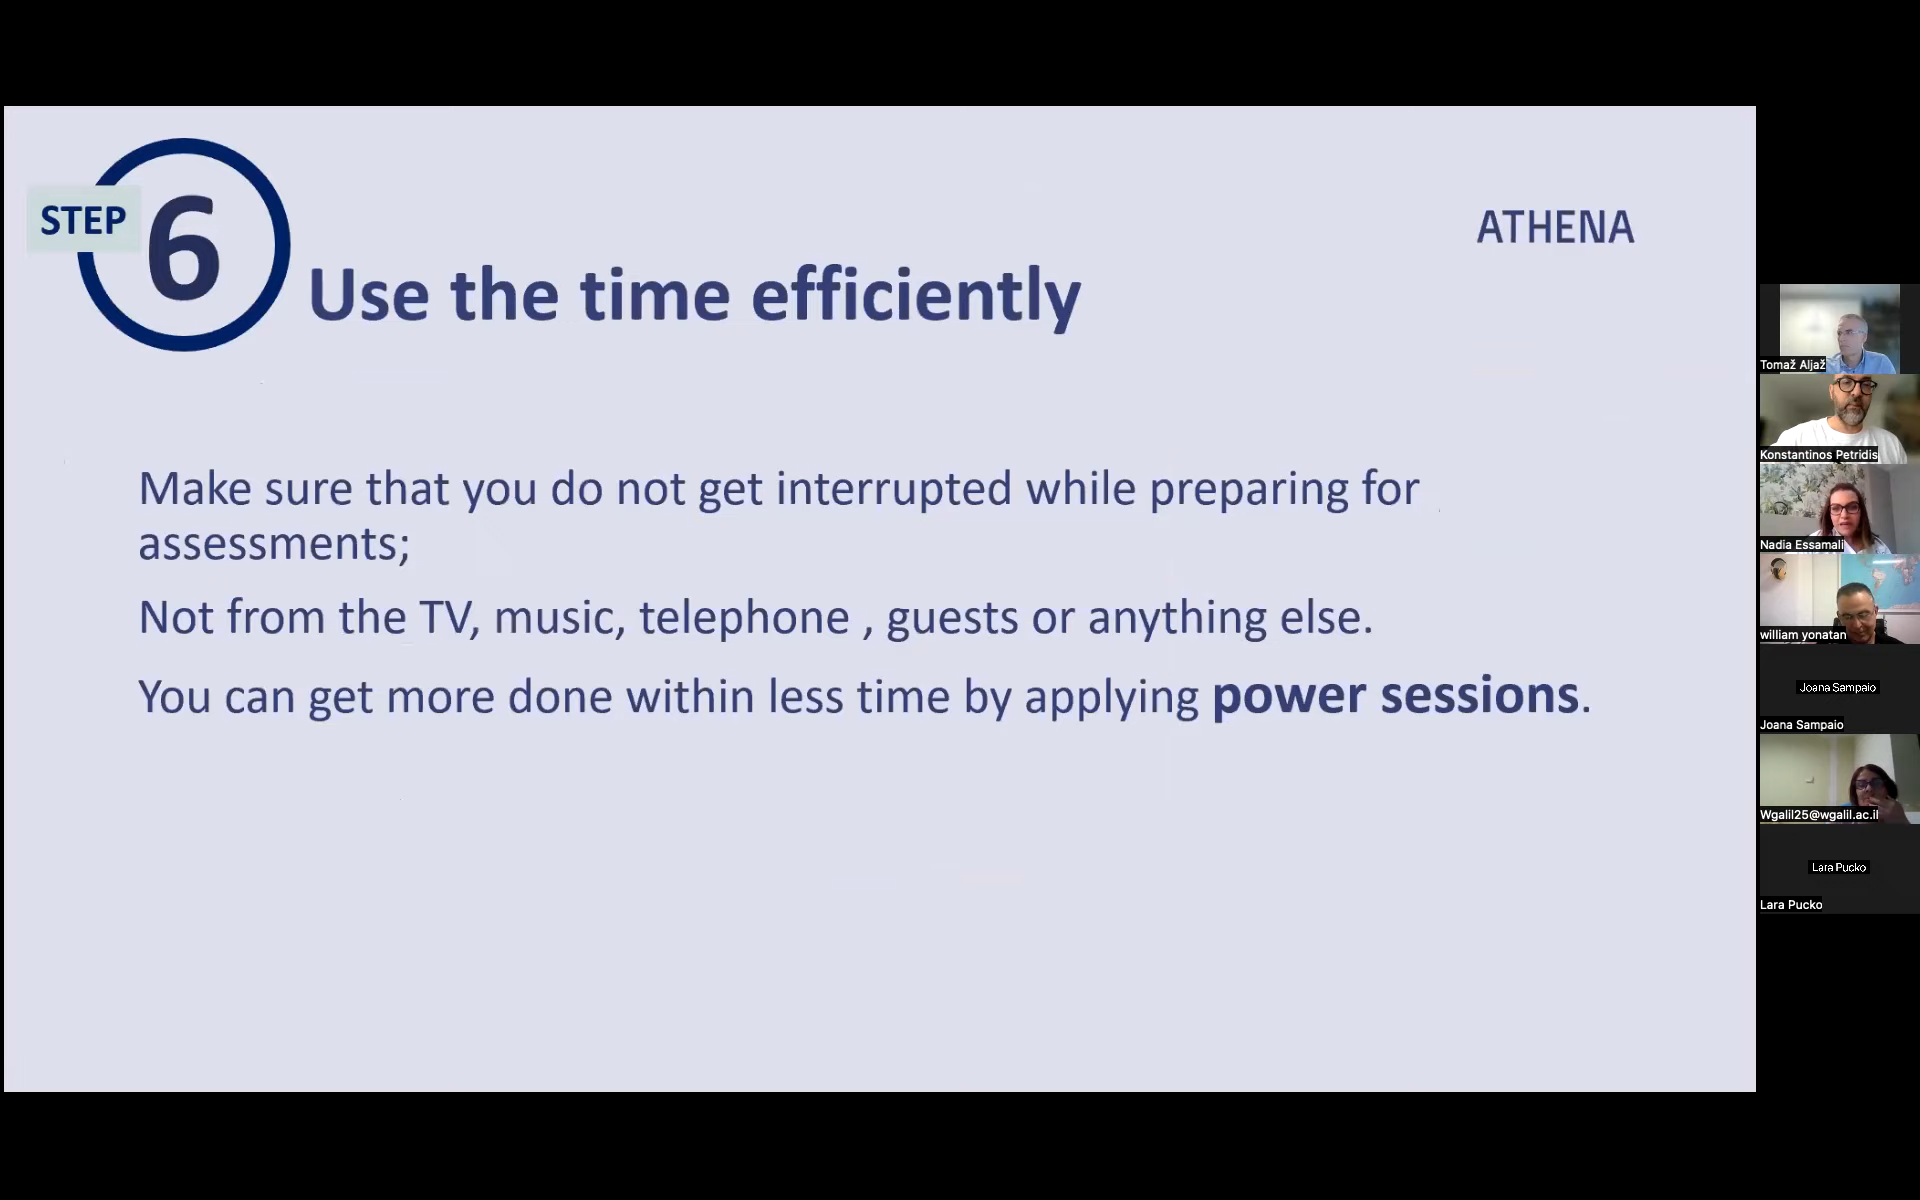 STEP
6
Use the time efficiently
ATHENA
Make sure that you do not get interrupted while preparing for
assessments;
Not from the TV, music, telephone , guests or anything else.
You can get more done within less time by applying power sessions.
Tomaž Aljaž
Konstantinos Petridis
Nadia Essamali
william yonatan
Joana Sampaio
Joana Sampaio
Wgalil25@wgalil.ac.il
Lara Pucko
Lara Pucko